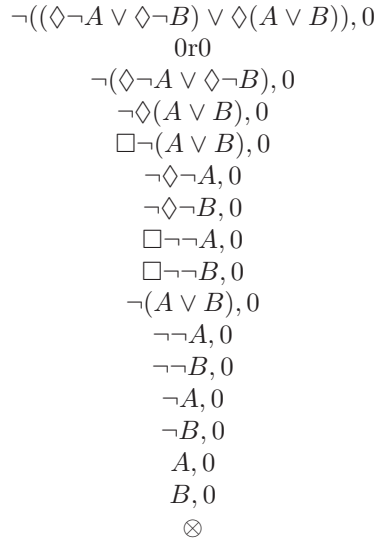 ¬((◇¬A ∨ ◇¬B) ∨ ◇(A ∨ B)), 0
0r0
¬(◇¬A ∨ ◇¬B), 0
¬◇(A ∨ B), 0
□¬(A ∨ B), 0
¬◇¬A, 0
¬◇¬B, 0
□¬¬A, 0
□¬¬B, 0
¬(A ∨ B), 0
¬¬A, 0
¬¬B, 0
¬A, 0
¬B, 0
A, 0
B, 0
⊗